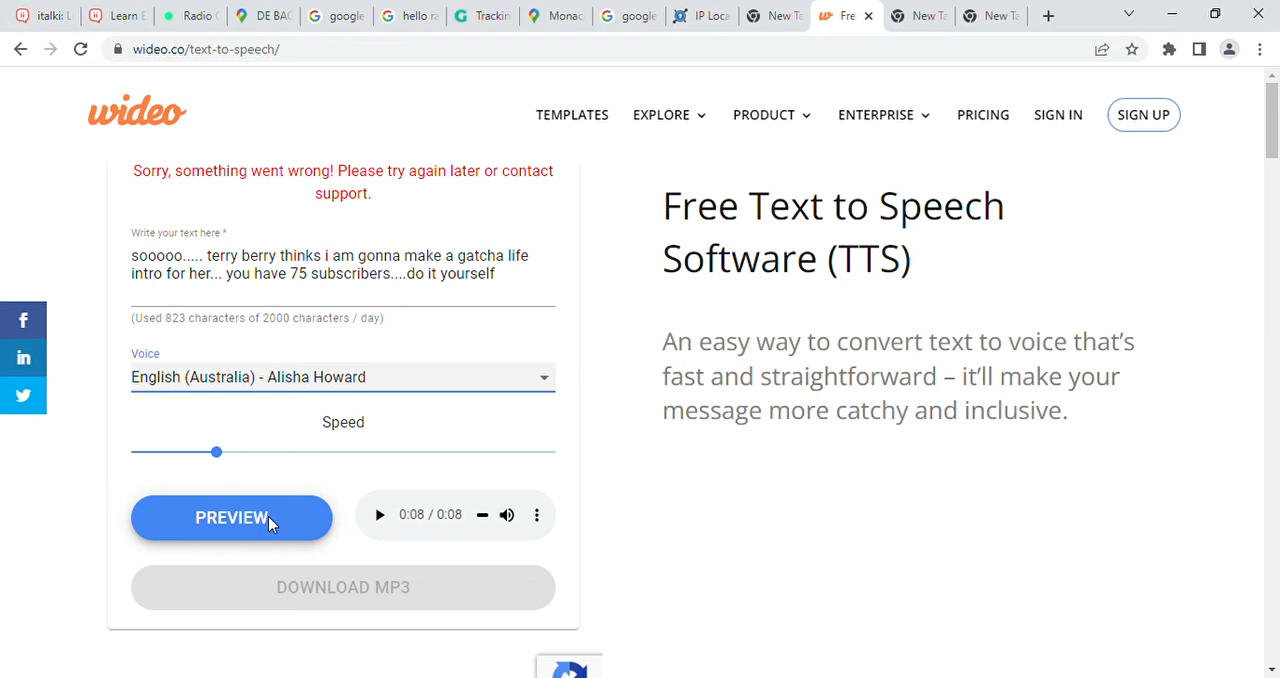 italki: L
Learn E
Radio
DE BAC
google
hello ra
Trackin
Monac
google
IP Loca
New Ta
Fre
New Ta
New Ta
wideo.co/text-to-speech/
wideo
TEMPLATES
EXPLORE
PRODUCT
ENTERPRISE
PRICING
SIGN IN
SIGN UP
Sorry, something went wrong! Please try again later or contact
support.
Write your text here *
sooooo..... terry berry thinks i am gonna make a gatcha life
intro for her... you have 75 subscribers....do it yourself
(Used 823 characters of 2000 characters / day)
Voice
English (Australia) - Alisha Howard
Speed
PREVIEW
0:08 / 0:08
DOWNLOAD MP3
Free Text to Speech
Software (TTS)
An easy way to convert text to voice that's
fast and straightforward – it'll make your
message more catchy and inclusive.